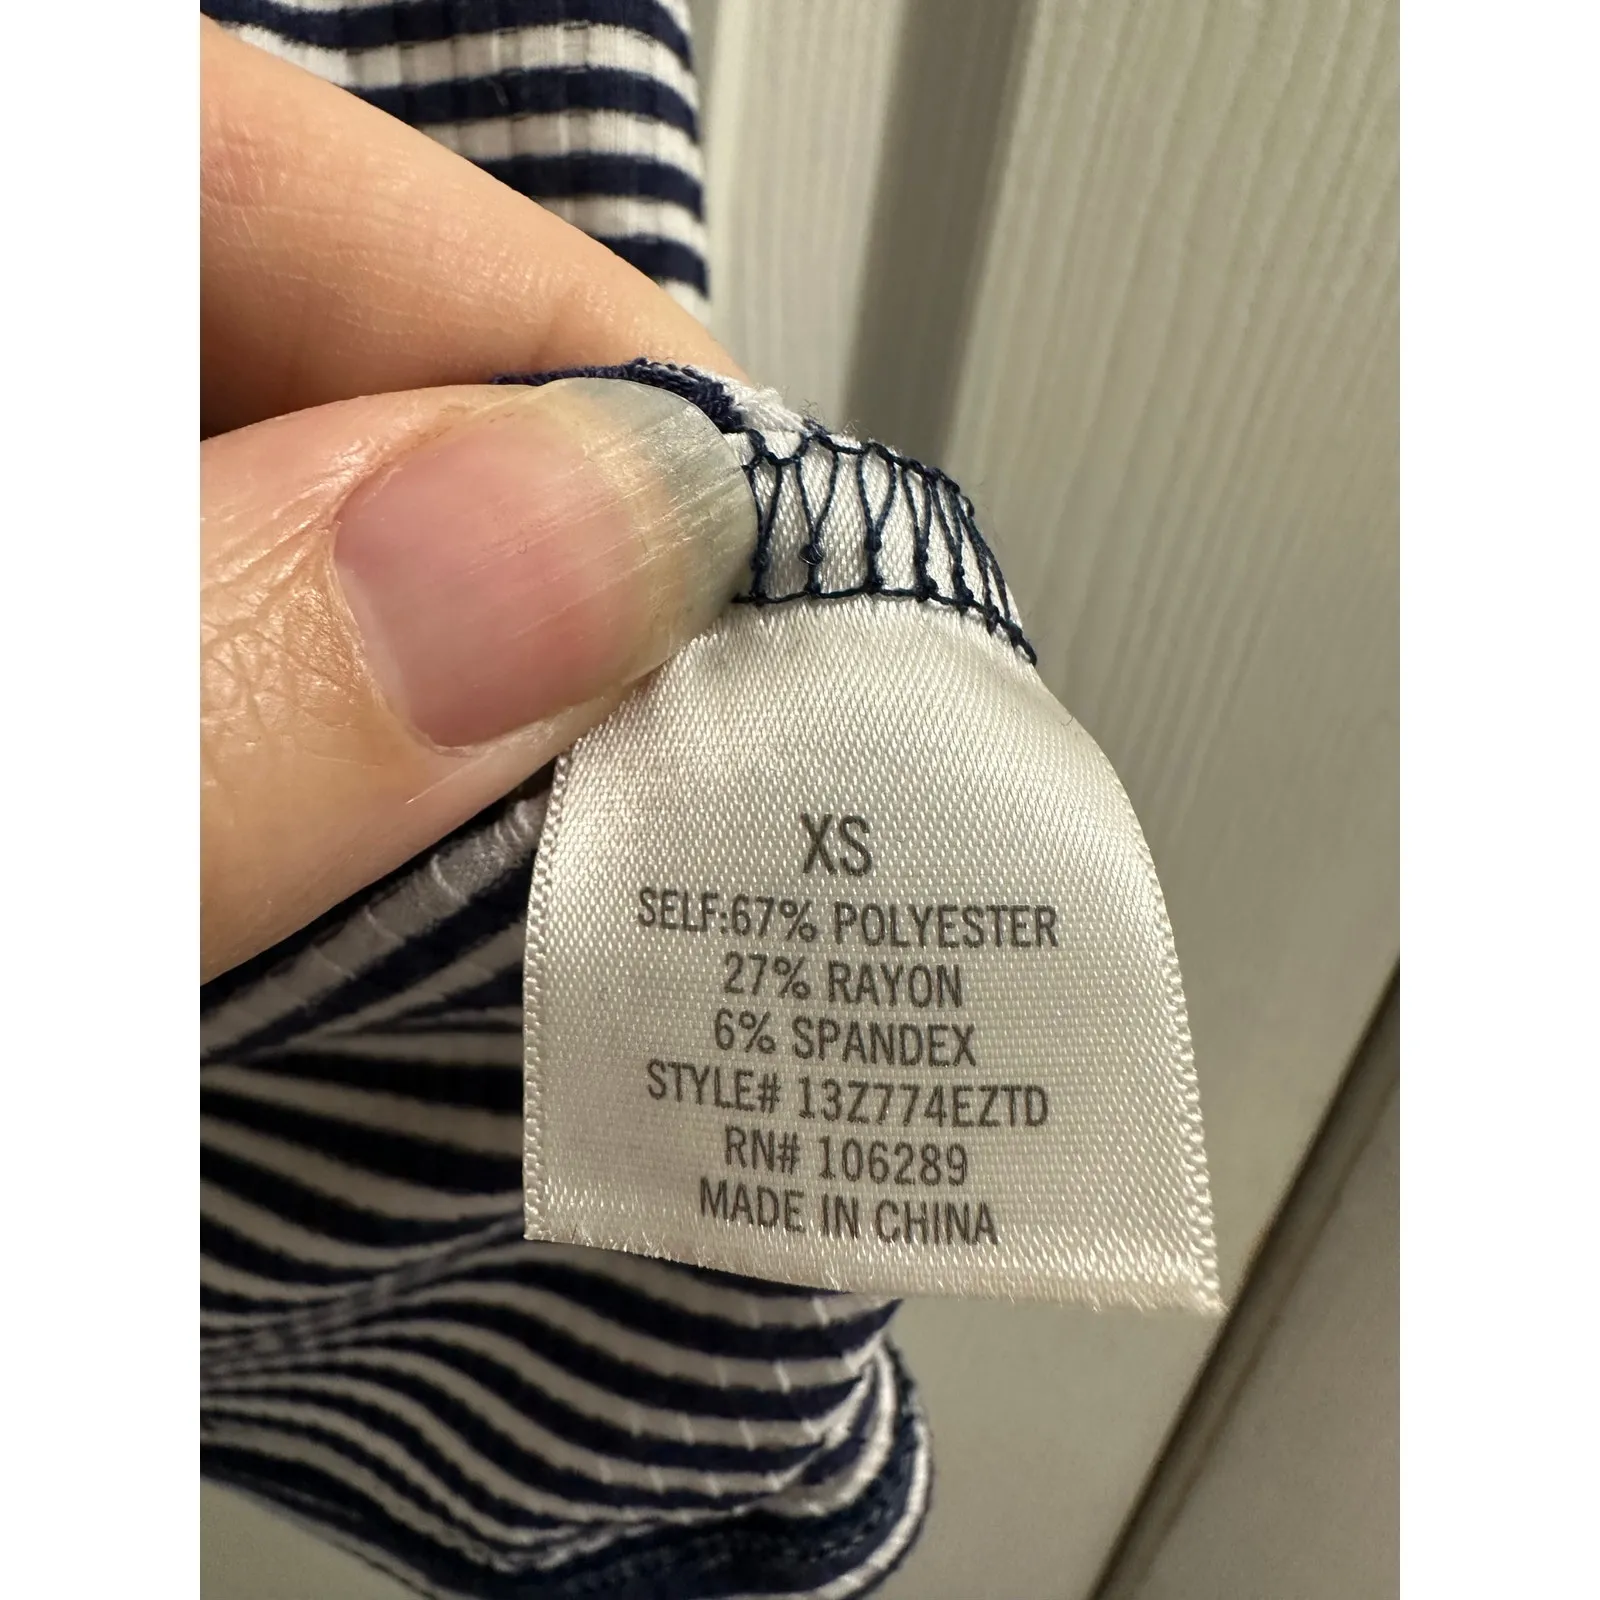 XS
SELF:67% POLYESTER
27% RAYON
6% SPANDEX
STYLE# 13Z774EZTD
RN# 106289
MADE IN CHINA